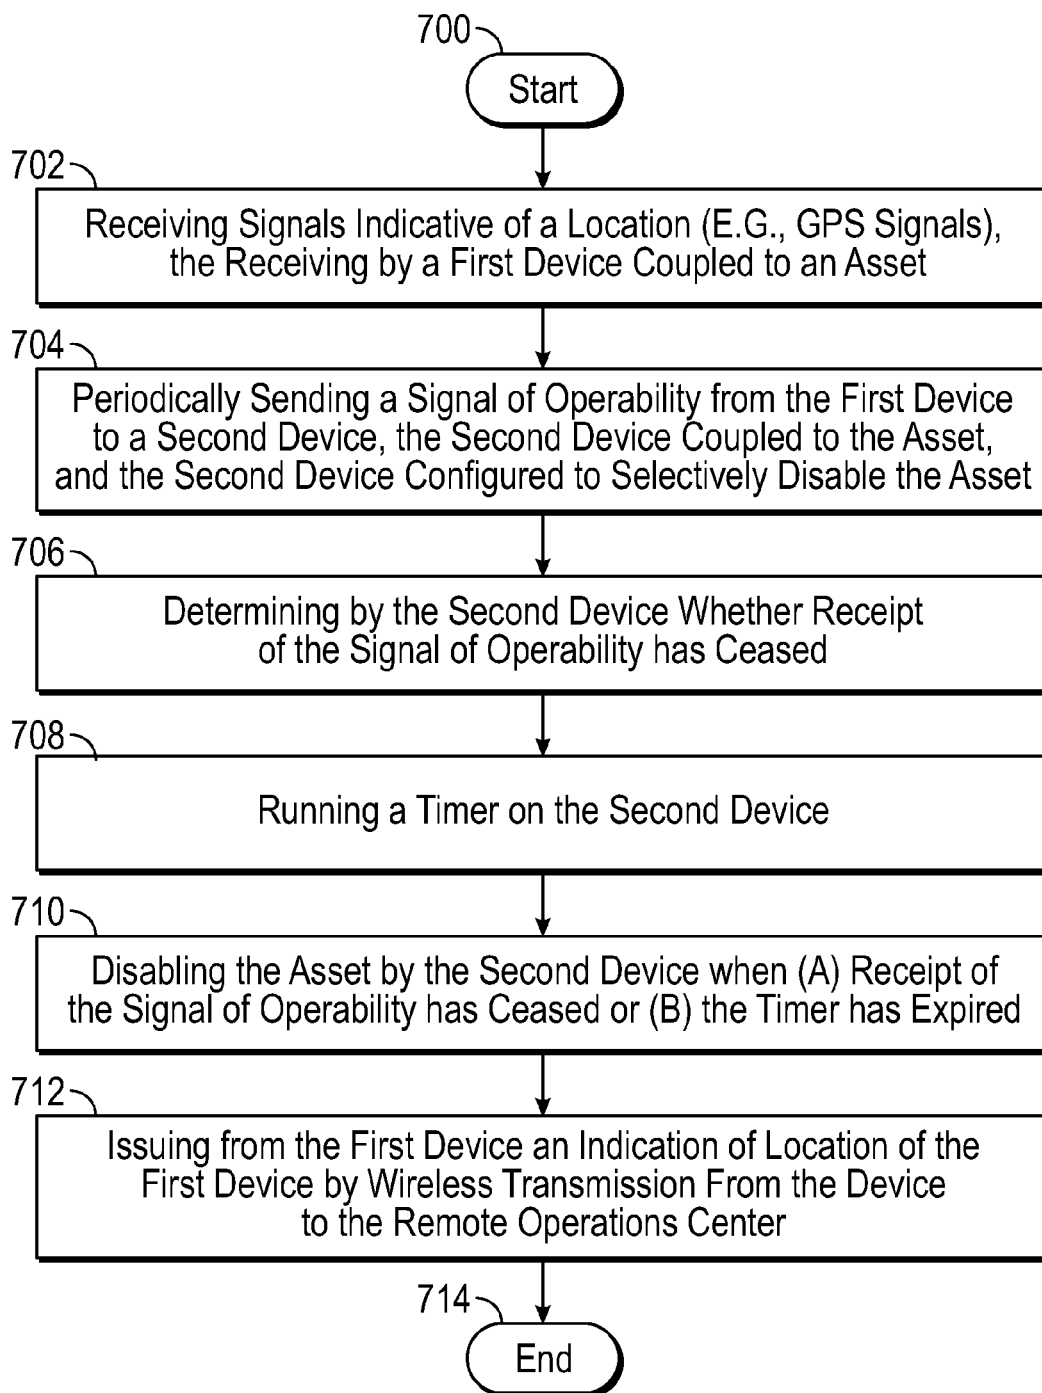 700
Start
702
Receiving Signals Indicative of a Location (E.G., GPS Signals),
the Receiving by a First Device Coupled to an Asset
704
Periodically Sending a Signal of Operability from the First Device
to a Second Device, the Second Device Coupled to the Asset,
and the Second Device Configured to Selectively Disable the Asset
706
Determining by the Second Device Whether Receipt
of the Signal of Operability has Ceased
708
Running a Timer on the Second Device
710
Disabling the Asset by the Second Device when (A) Receipt of
the Signal of Operability has Ceased or (B) the Timer has Expired
712
Issuing from the First Device an Indication of Location of the
First Device by Wireless Transmission From the Device
to the Remote Operations Center
714
End